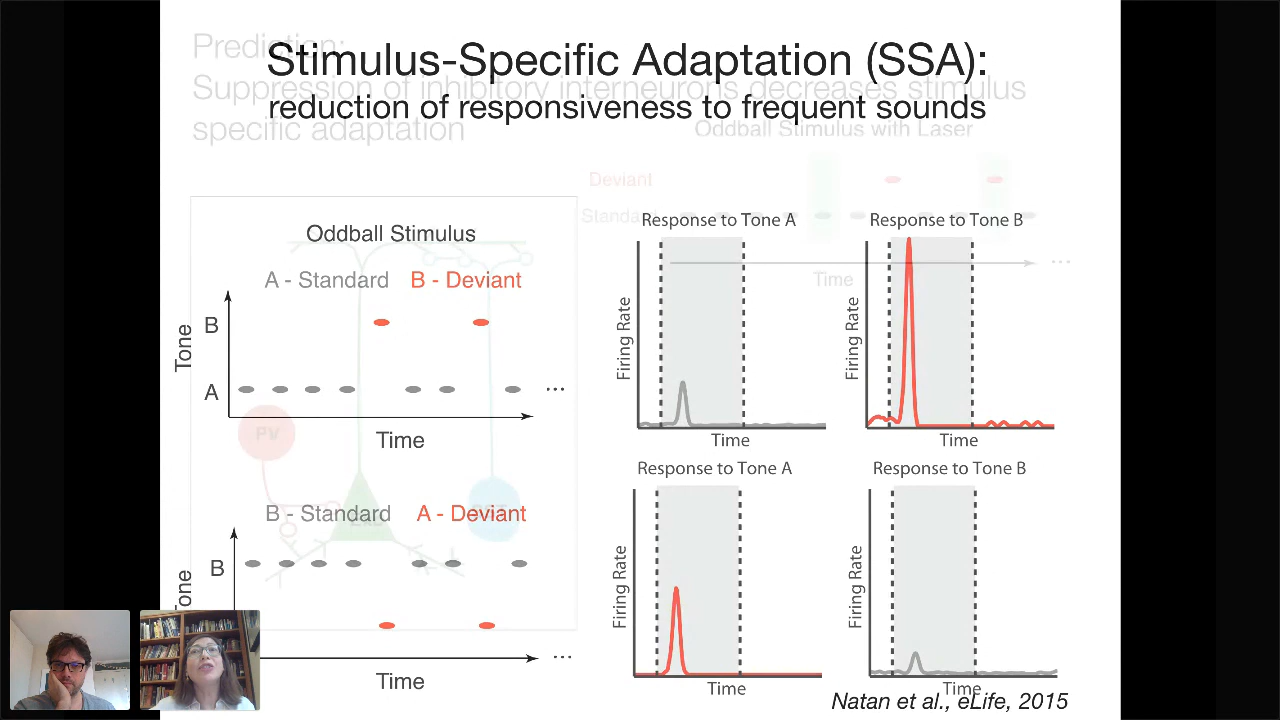 Prediction:
Stimulus-Specific Adaptation (SSA):
Suppression of inhibitory interneurons decreases stimulus
reduction of responsiveness to frequent sounds
specific adaptation
Oddball Stimulus with Laser
Deviant
Standard
Time
...
Oddball Stimulus
A - Standard B - Deviant
Tone
B
A
...
Time
PV
B - Standard A - Deviant
Tone
B
...
Time
Response to Tone A
Firing Rate
Time
Response to Tone B
Firing Rate
Time
Response to Tone A
Firing Rate
Time
Response to Tone B
Firing Rate
Time
Natan et al., eLife, 2015